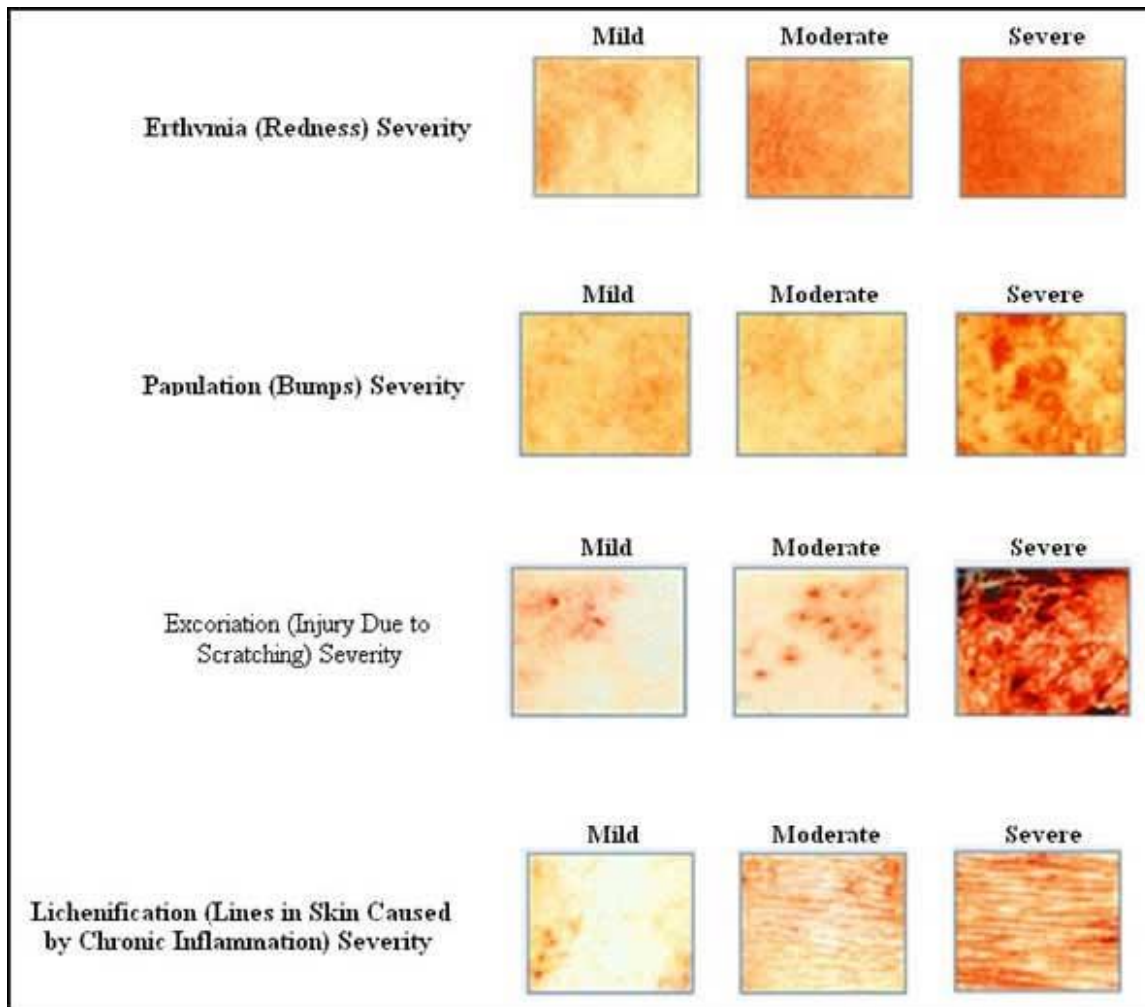 Mild Moderate Severe
Erthymia (Redness) Severity
Mild Moderate Severe
Papulation (Bumps) Severity
Mild Moderate Severe
Excoriation (Injury Due to
Scratching) Severity
Mild Moderate Severe
Lichenification (Lines in Skin Caused
by Chronic Inflammation) Severity